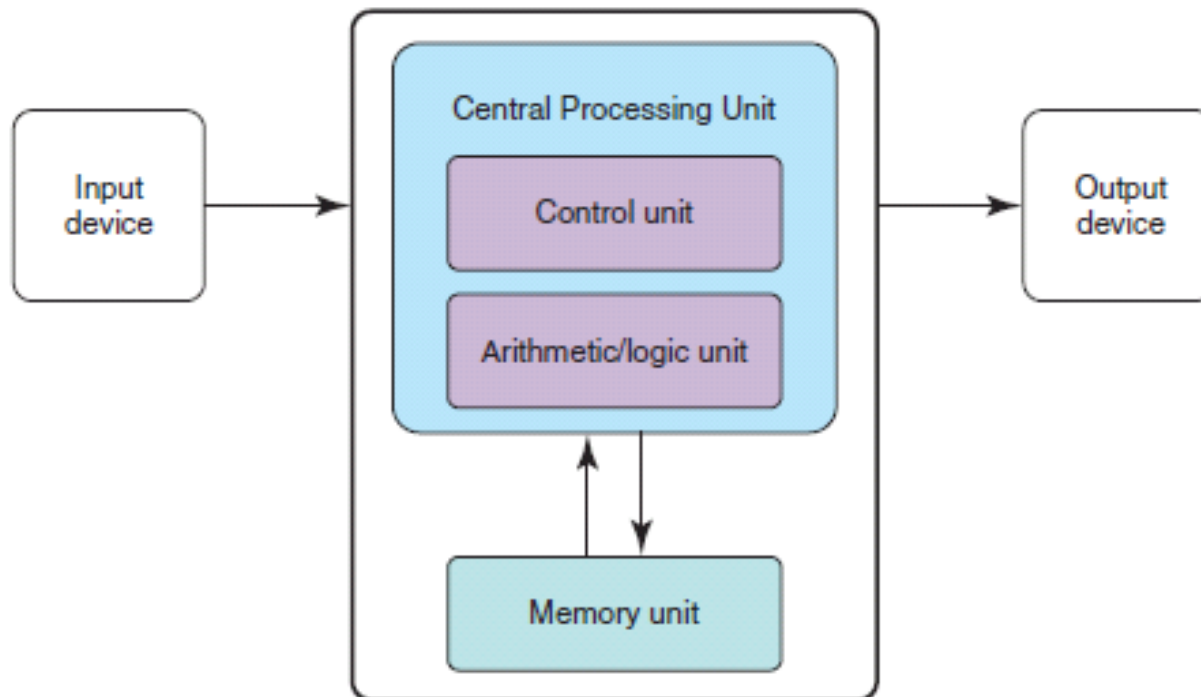 Central Processing Unit
Input
device
Control unit
Output
device
Arithmetic/logic unit
Memory unit